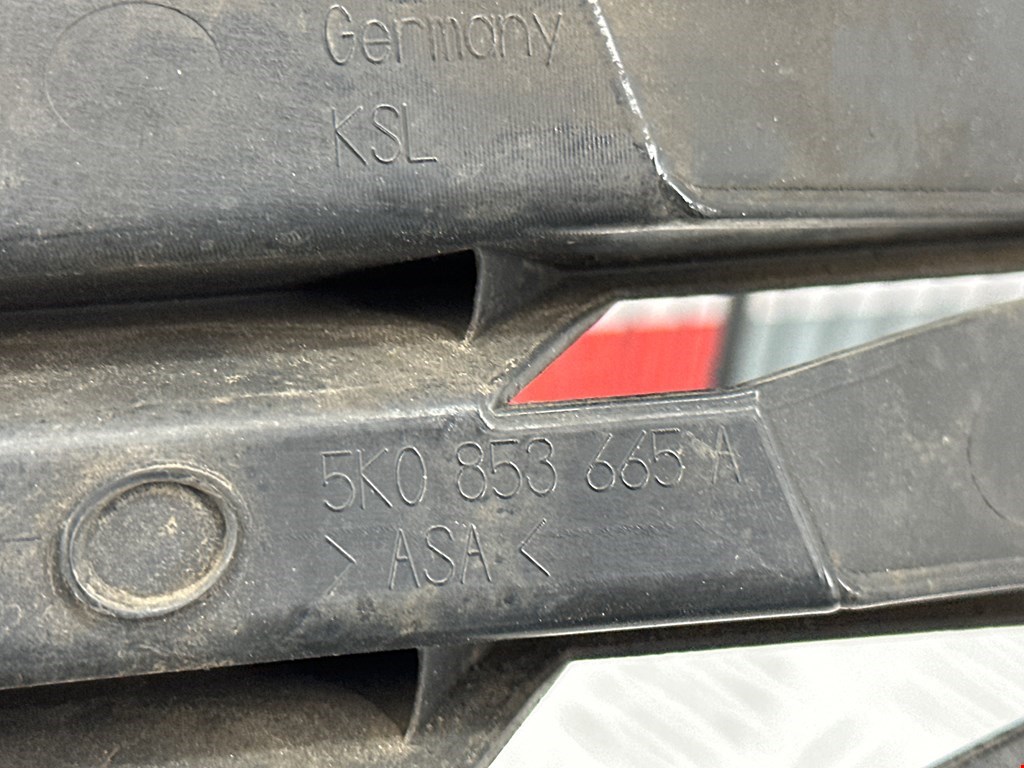 Germany
KSL
5K0 853 665 A
> ASA <